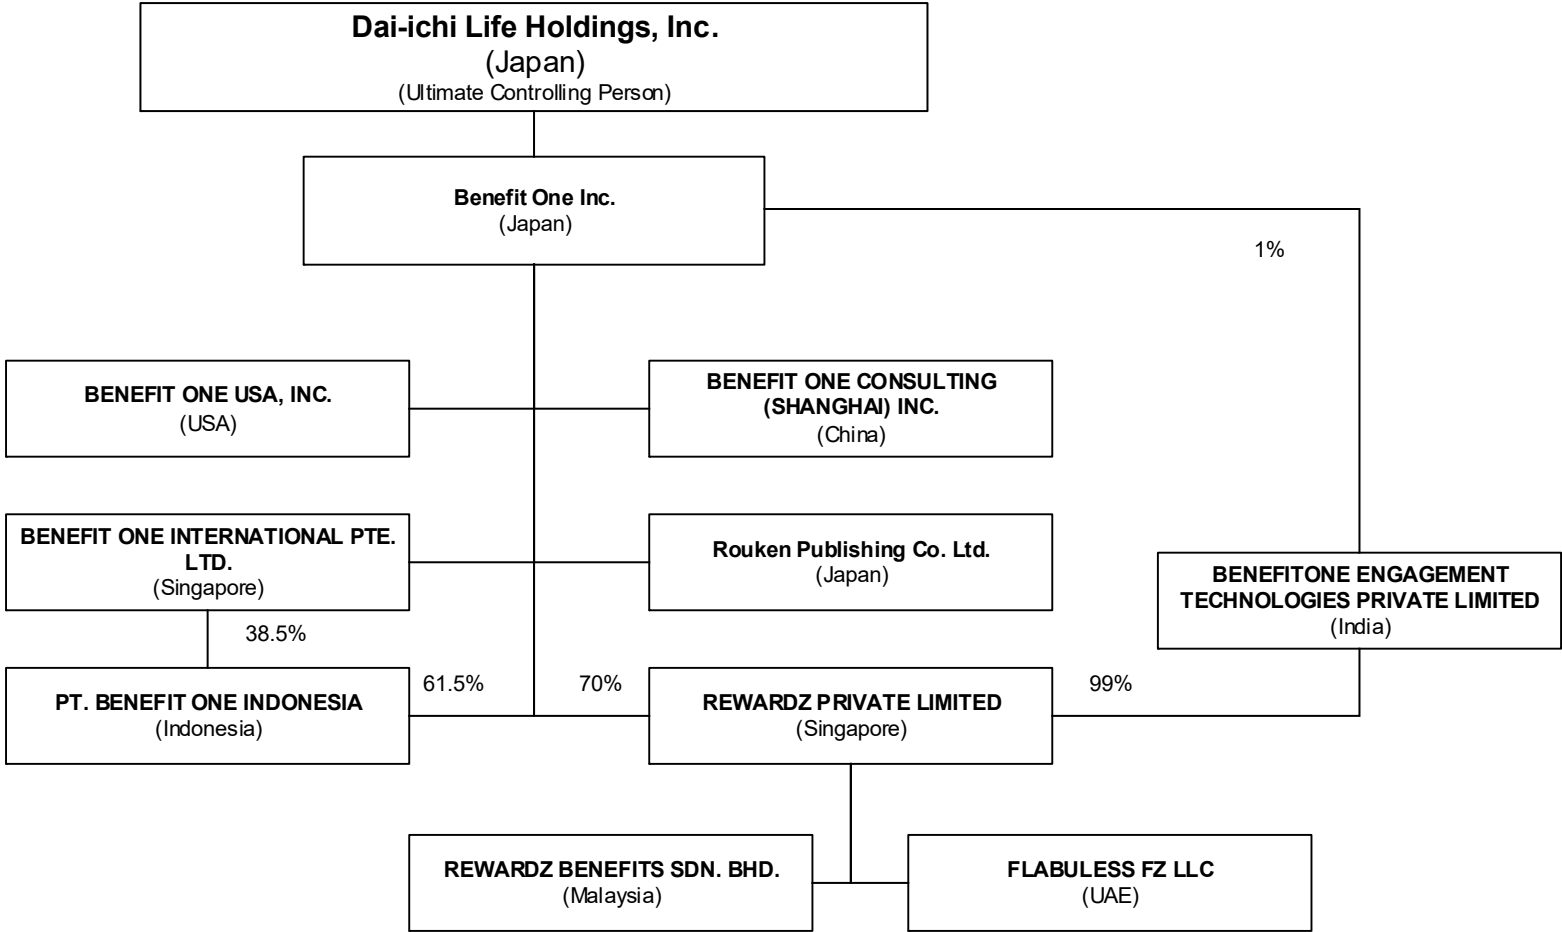 Dai-ichi Life Holdings, Inc.
(Japan)
(Ultimate Controlling Person)
Benefit One Inc.
(Japan)
1%
BENEFIT ONE USA, INC.
(USA)
BENEFIT ONE CONSULTING
(SHANGHAI) INC.
(China)
BENEFIT ONE INTERNATIONAL PTE.
LTD.
(Singapore)
Rouken Publishing Co. Ltd.
(Japan)
BENEFITONE ENGAGEMENT
TECHNOLOGIES PRIVATE LIMITED
(India)
38.5%
PT. BENEFIT ONE INDONESIA
(Indonesia)
61.5%
70%
REWARDZ PRIVATE LIMITED
(Singapore)
99%
REWARDZ BENEFITS SDN. BHD.
(Malaysia)
FLABULESS FZ LLC
(UAE)